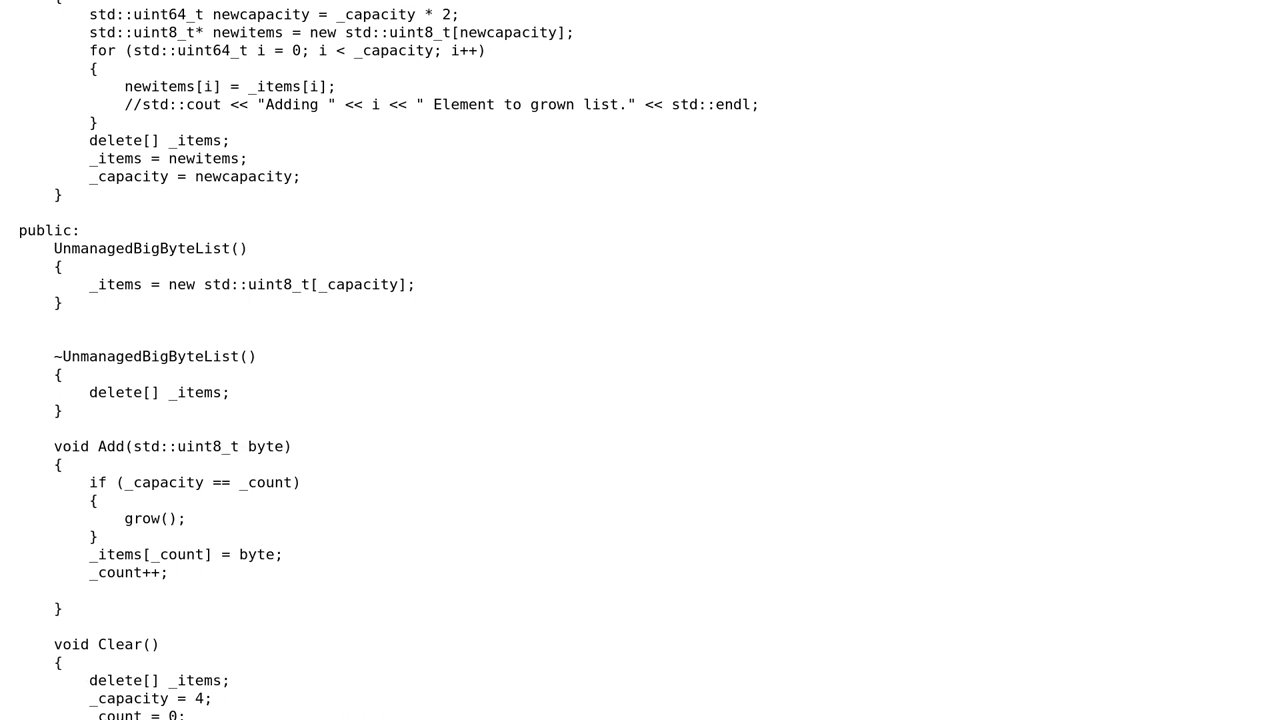 {
std::uint64_t newcapacity = _capacity * 2;
std::uint8_t* newitems = new std::uint8_t[newcapacity];
for (std::uint64_t i = 0; i < _capacity; i++)
{
newitems[i] = _items[i];
//std::cout << "Adding " << i << " Element to grown list." << std::endl;
}
delete[] _items;
_items = newitems;
_capacity = newcapacity;
}
public:
UnmanagedBigByteList()
{
_items = new std::uint8_t[_capacity];
}
~UnmanagedBigByteList()
{
delete[] _items;
}
void Add(std::uint8_t byte)
{
if (_capacity == _count)
{
grow();
}
_items[_count] = byte;
_count++;
}
void Clear()
{
delete[] _items;
_capacity = 4;
_count = 0;